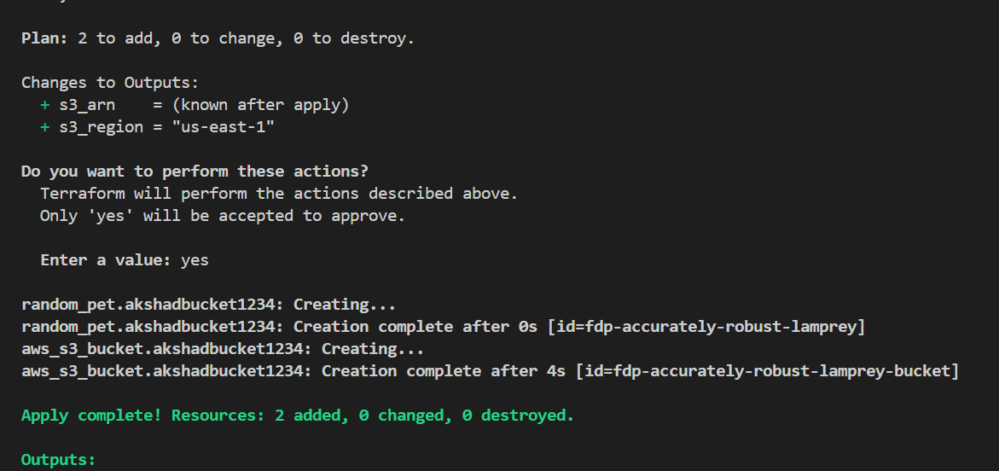 Plan: 2 to add, 0 to change, 0 to destroy.
Changes to Outputs:
+ s3_arn    = (known after apply)
+ s3_region = "us-east-1"
Do you want to perform these actions?
Terraform will perform the actions described above.
Only 'yes' will be accepted to approve.
Enter a value: yes
random_pet.akshadbucket1234: Creating...
random_pet.akshadbucket1234: Creation complete after 0s [id=fdp-accurately-robust-lamprey]
aws_s3_bucket.akshadbucket1234: Creating...
aws_s3_bucket.akshadbucket1234: Creation complete after 4s [id=fdp-accurately-robust-lamprey-bucket]
Apply complete! Resources: 2 added, 0 changed, 0 destroyed.
Outputs: